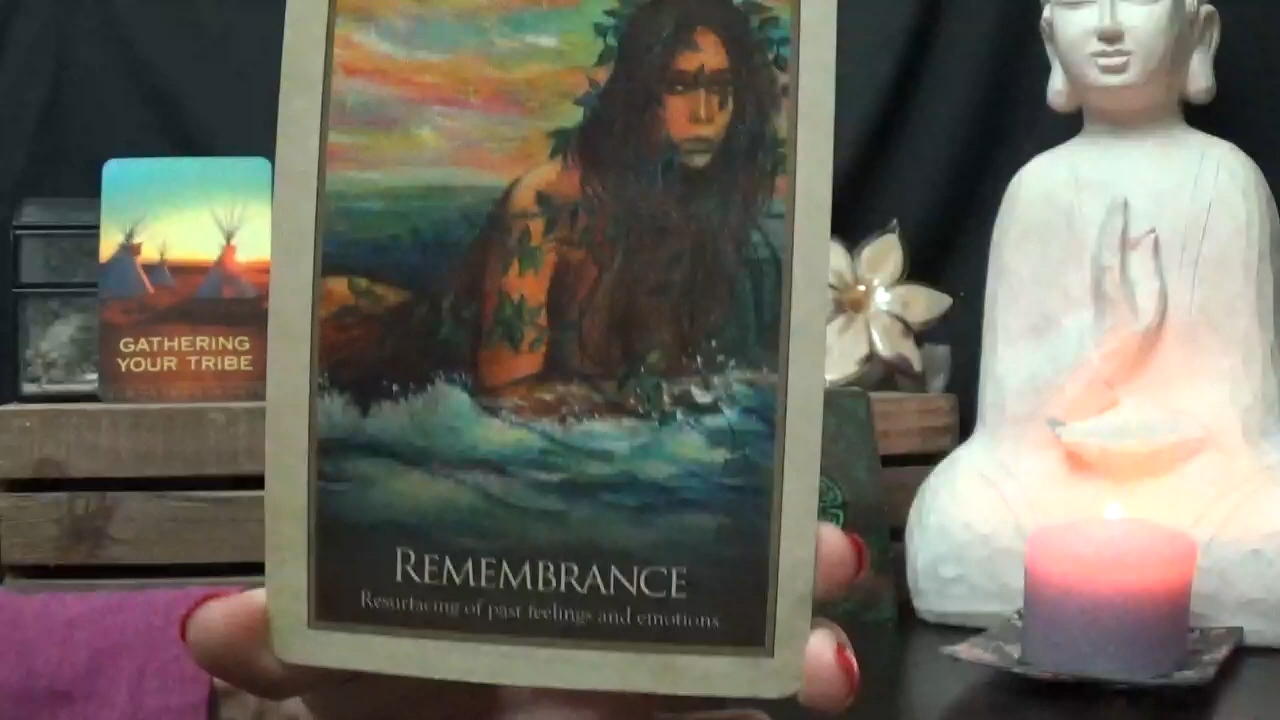 GATHERING
YOUR TRIBE
REMEMBRANCE
Resurfacing of past feelings and emotions